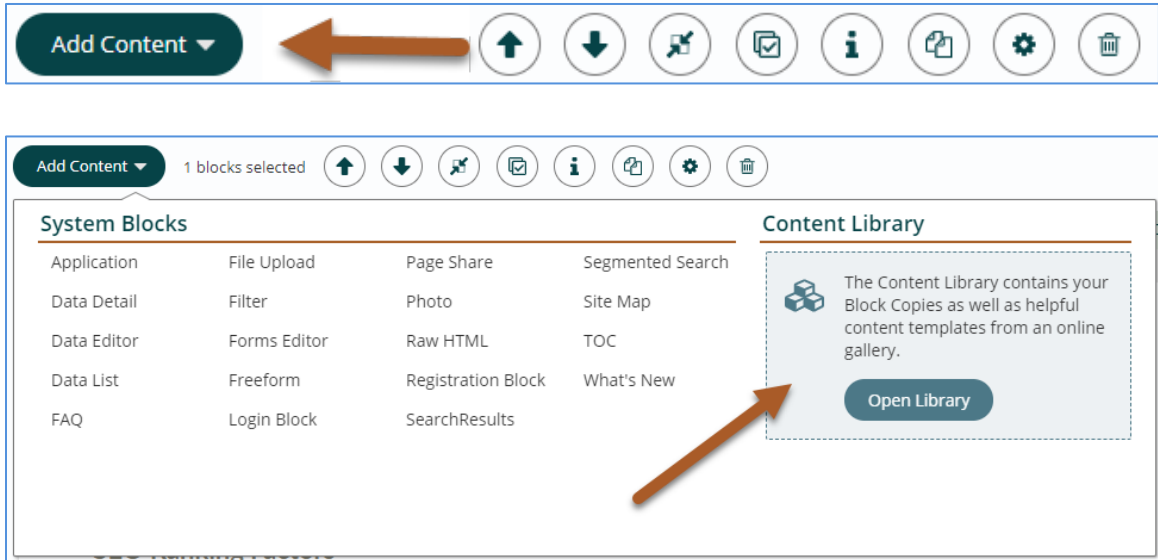 Add Content
Add Content 1 blocks selected
System Blocks
Application File Upload Page Share Segmented Search
Data Detail Filter Photo Site Map
Data Editor Forms Editor Raw HTML TOC
Data List Freeform Registration Block What's New
FAQ Login Block SearchResults
Content Library
The Content Library contains your
Block Copies as well as helpful
content templates from an online
gallery.
Open Library